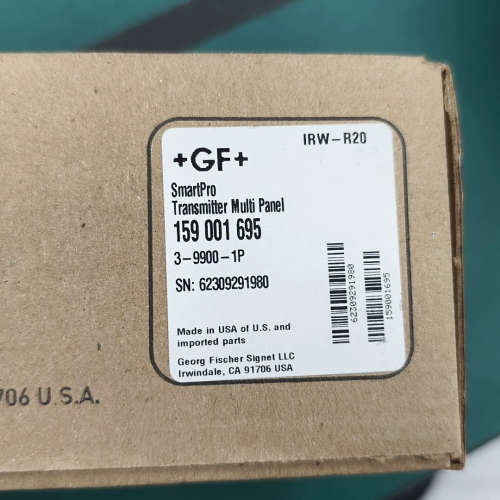 IRW-R20
+GF+
SmartPro
Transmitter Multi Panel
159 001 695
3-9900-1P
SN: 62309291980
62309291980
159001695
Made in USA of U.S. and
imported parts
Georg Fischer Signet LLC
Irwindale, CA 91706 USA
706 U.S.A.